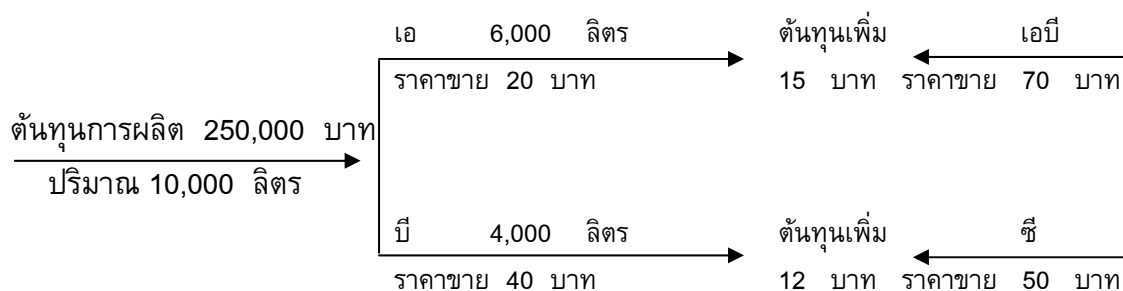 เอ 6,000 ลิตร ต้นทุนเพิ่ม เอบี
ราคาขาย 20 บาท 15 บาท ราคาขาย 70 บาท
ต้นทุนการผลิต 250,000 บาท
ปริมาณ 10,000 ลิตร
บี 4,000 ลิตร ต้นทุนเพิ่ม ซี
ราคาขาย 40 บาท 12 บาท ราคาขาย 50 บาท